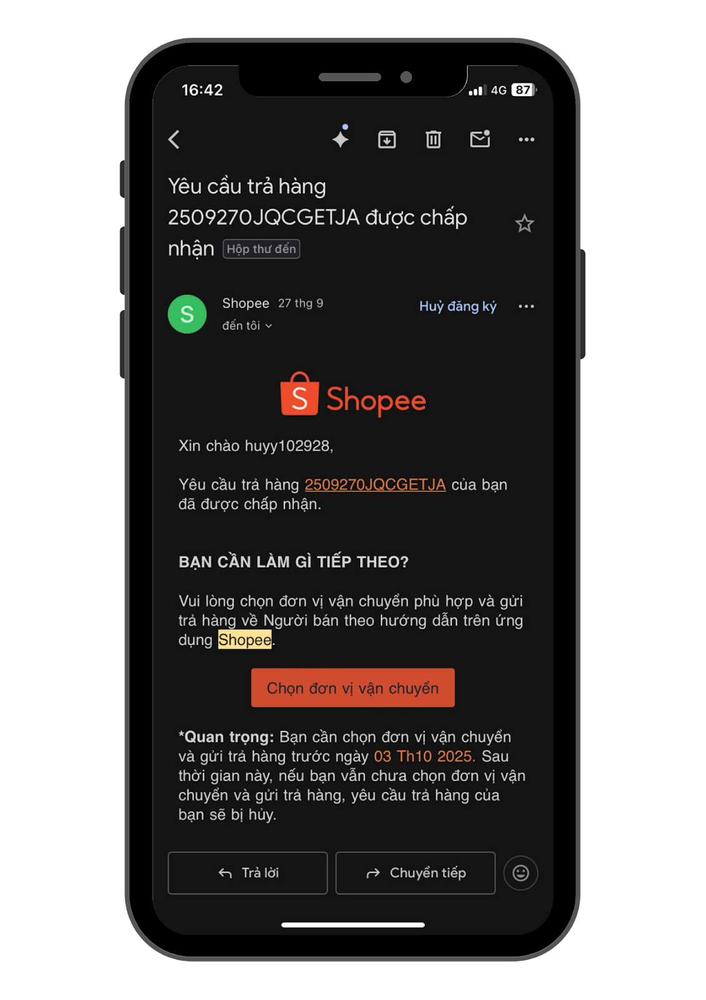 16:42
4G 87
Yêu cầu trả hàng
2509270JQCGETJA được chấp
nhận Hộp thư đến
S
Shopee 27 thg 9 Huỷ đăng ký
đến tôi
S Shopee
Xin chào huyy102928,
Yêu cầu trả hàng 2509270JQCGETJA của bạn
đã được chấp nhận.
BẠN CẦN LÀM GÌ TIẾP THEO?
Vui lòng chọn đơn vị vận chuyển phù hợp và gửi
trả hàng về Người bán theo hướng dẫn trên ứng
dụng Shopee.
Chọn đơn vị vận chuyển
*Quan trọng: Bạn cần chọn đơn vị vận chuyển
và gửi trả hàng trước ngày 03 Th10 2025. Sau
thời gian này, nếu bạn vẫn chưa chọn đơn vị vận
chuyển và gửi trả hàng, yêu cầu trả hàng của
bạn sẽ bị hủy.
Trả lời
Chuyển tiếp